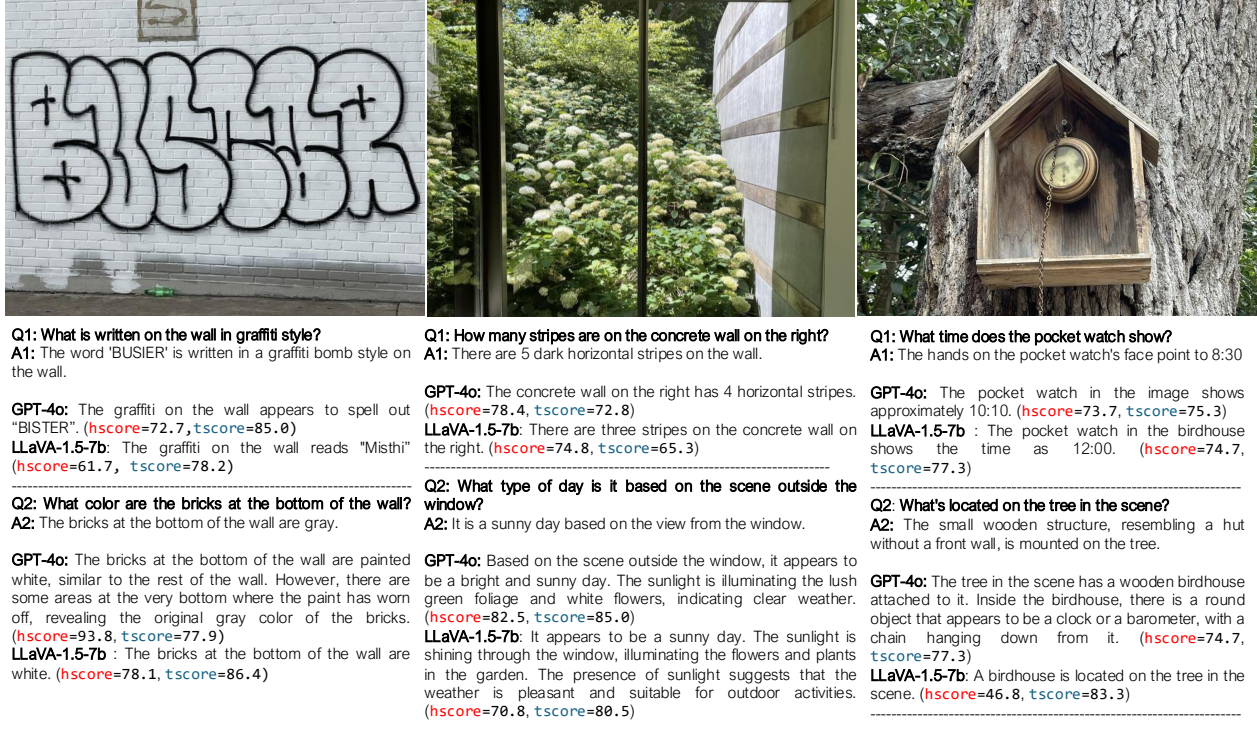 Q1: What is written on the wall in graffiti style?
A1: The word 'BUSIER' is written in a graffiti bomb style on
the wall.
GPT-4o: The graffiti on the wall appears to spell out
“BISTER”. (hscore=72.7,tscore=85.0)
LLaVA-1.5-7b: The graffiti on the wall reads "Misthi”
(hscore=61.7, tscore=78.2)
Q2: What color are the bricks at the bottom of the wall?
A2: The bricks at the bottom of the wall are gray.
GPT-4o: The bricks at the bottom of the wall are painted
white, similar to the rest of the wall. However, there are
some areas at the very bottom where the paint has worn
off, revealing the original gray color of the bricks.
(hscore=93.8, tscore=77.9)
LLaVA-1.5-7b : The bricks at the bottom of the wall are
white. (hscore=78.1, tscore=86.4)
Q1: How many stripes are on the concrete wall on the right?
A1: There are 5 dark horizontal stripes on the wall.
GPT-4o: The concrete wall on the right has 4 horizontal stripes.
(hscore=78.4, tscore=72.8)
LLaVA-1.5-7b: There are three stripes on the concrete wall on
the right. (hscore=74.8, tscore=65.3)
Q2: What type of day is it based on the scene outside the
window?
A2: It is a sunny day based on the view from the window.
GPT-4o: Based on the scene outside the window, it appears to
be a bright and sunny day. The sunlight is illuminating the lush
green foliage and white flowers, indicating clear weather.
(hscore=82.5, tscore=85.0)
LLaVA-1.5-7b: It appears to be a sunny day. The sunlight is
shining through the window, illuminating the flowers and plants
in the garden. The presence of sunlight suggests that the
weather is pleasant and suitable for outdoor activities.
(hscore=70.8, tscore=80.5)
Q1: What time does the pocket watch show?
A1: The hands on the pocket watch's face point to 8:30
GPT-4o: The pocket watch in the image shows
approximately 10:10. (hscore=73.7, tscore=75.3)
LLaVA-1.5-7b : The pocket watch in the birdhouse
shows the time as 12:00. (hscore=74.7,
tscore=77.3)
Q2: What's located on the tree in the scene?
A2: The small wooden structure, resembling a hut
without a front wall, is mounted on the tree.
GPT-4o: The tree in the scene has a wooden birdhouse
attached to it. Inside the birdhouse, there is a round
object that appears to be a clock or a barometer, with a
chain hanging down from it. (hscore=74.7,
tscore=77.3)
LLaVA-1.5-7b: A birdhouse is located on the tree in the
scene. (hscore=46.8, tscore=83.3)